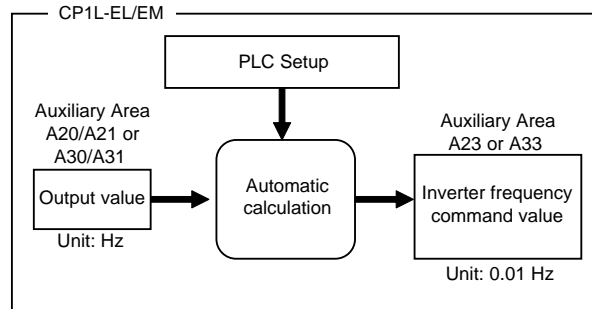 CP1L-EL/EM
PLC Setup
Auxiliary Area
A20/A21 or
A30/A31
Output value
Unit: Hz
Automatic
calculation
Auxiliary Area
A23 or A33
Inverter frequency
command value
Unit: 0.01 Hz